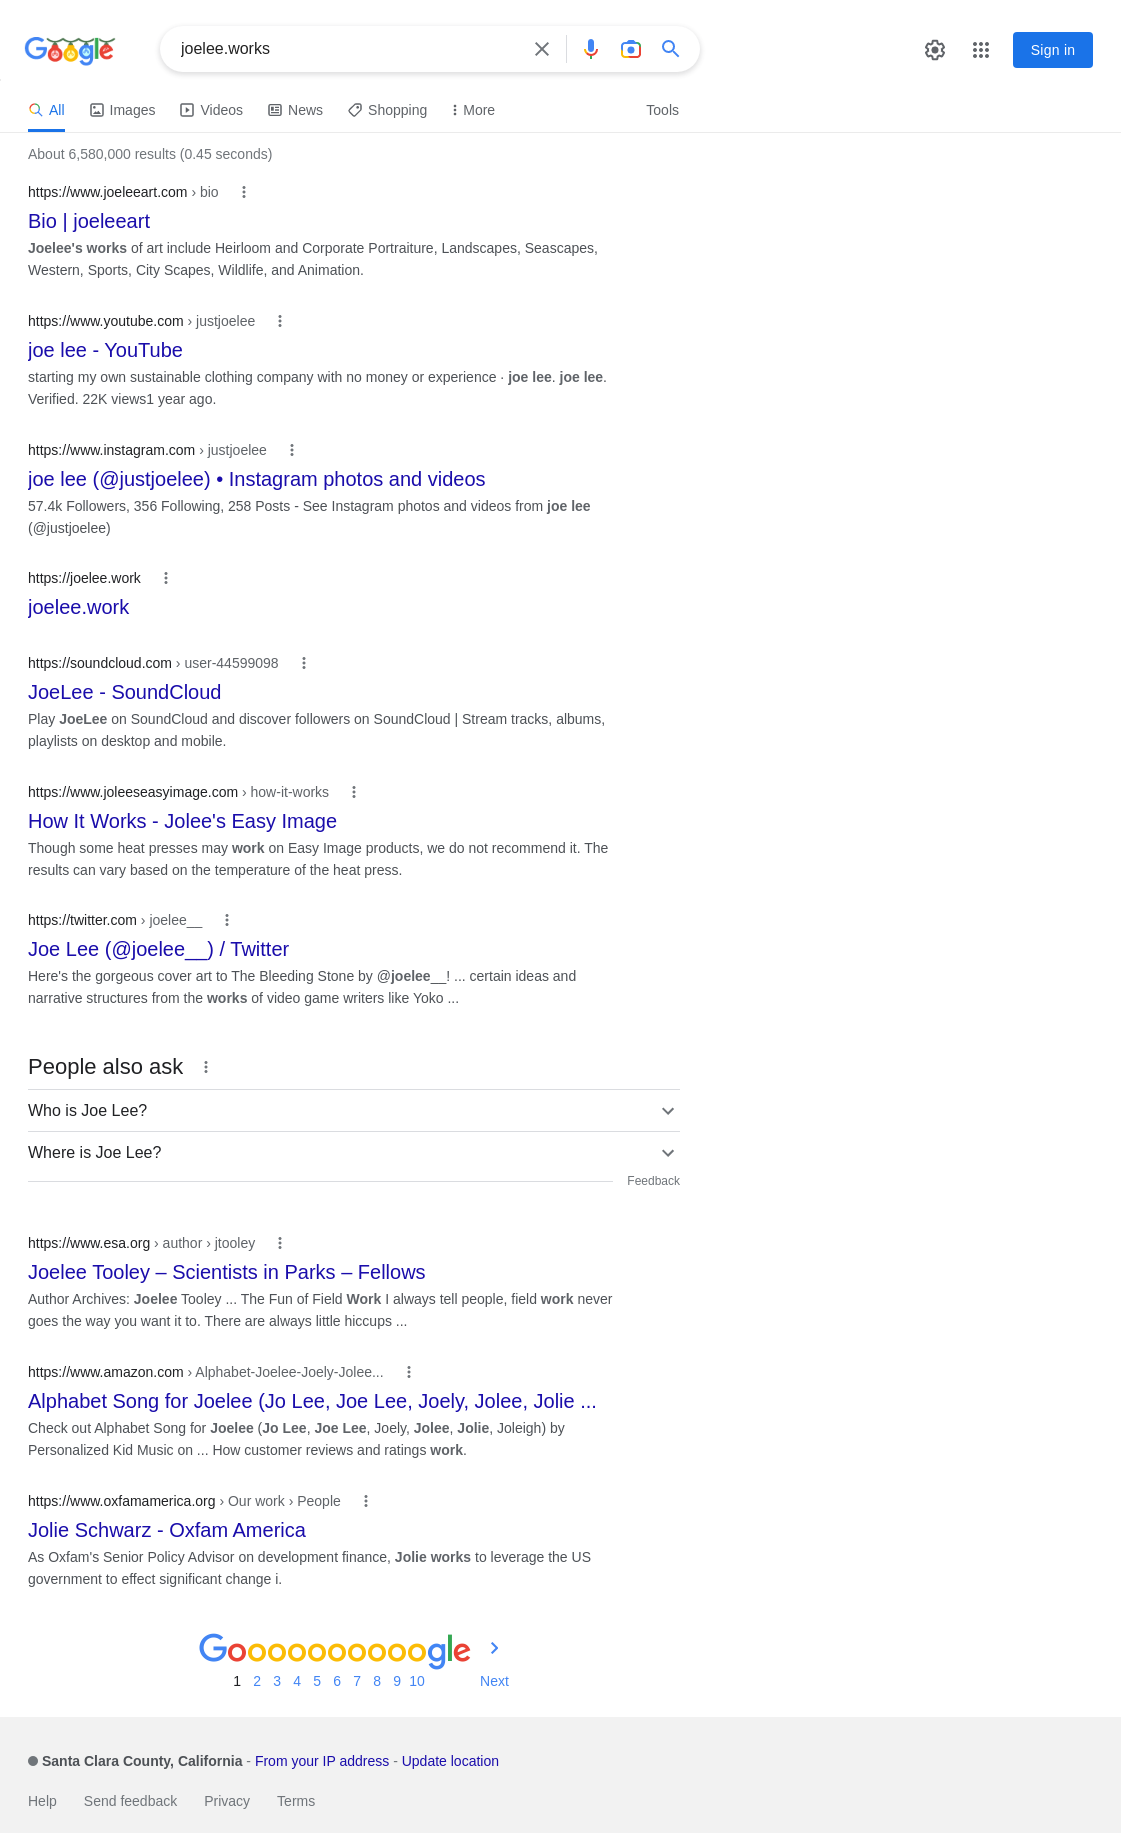 Google
joelee.works
Sign in
All Images Videos News Shopping More Tools
About 6,580,000 results (0.45 seconds)
https://www.joeleeart.com › bio
Bio | joeleeart
Joelee's works of art include Heirloom and Corporate Portraiture, Landscapes, Seascapes,
Western, Sports, City Scapes, Wildlife, and Animation.
https://www.youtube.com › justjoelee
joe lee - YouTube
starting my own sustainable clothing company with no money or experience · joe lee. joe lee.
Verified. 22K views1 year ago.
https://www.instagram.com › justjoelee
joe lee (@justjoelee) • Instagram photos and videos
57.4k Followers, 356 Following, 258 Posts - See Instagram photos and videos from joe lee
(@justjoelee)
https://joelee.work
joelee.work
https://soundcloud.com › user-44599098
JoeLee - SoundCloud
Play JoeLee on SoundCloud and discover followers on SoundCloud | Stream tracks, albums,
playlists on desktop and mobile.
https://www.joleeseasyimage.com › how-it-works
How It Works - Jolee's Easy Image
Though some heat presses may work on Easy Image products, we do not recommend it. The
results can vary based on the temperature of the heat press.
https://twitter.com › joelee__
Joe Lee (@joelee__) / Twitter
Here's the gorgeous cover art to The Bleeding Stone by @joelee__! ... certain ideas and
narrative structures from the works of video game writers like Yoko ...
People also ask
Who is Joe Lee?
Where is Joe Lee?
Feedback
https://www.esa.org › author › jtooley
Joelee Tooley – Scientists in Parks – Fellows
Author Archives: Joelee Tooley ... The Fun of Field Work I always tell people, field work never
goes the way you want it to. There are always little hiccups ...
https://www.amazon.com › Alphabet-Joelee-Joely-Jolee...
Alphabet Song for Joelee (Jo Lee, Joe Lee, Joely, Jolee, Jolie ...
Check out Alphabet Song for Joelee (Jo Lee, Joe Lee, Joely, Jolee, Jolie, Joleigh) by
Personalized Kid Music on ... How customer reviews and ratings work.
https://www.oxfamamerica.org › Our work › People
Jolie Schwarz - Oxfam America
As Oxfam's Senior Policy Advisor on development finance, Jolie works to leverage the US
government to effect significant change i.
Goooooooooogle
1 2 3 4 5 6 7 8 9 10 Next
Santa Clara County, California - From your IP address - Update location
Help Send feedback Privacy Terms